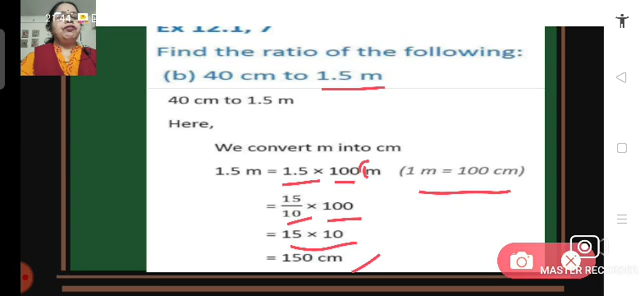 21:44
Ex 12.1, 7
Find the ratio of the following:
(b) 40 cm to 1.5 m
40 cm to 1.5 m
Here,
We convert m into cm
1.5 m = 1.5 × 100 m (1 m = 100 cm)
= 15/10 × 100
= 15 × 10
= 150 cm
MASTER RECORDER